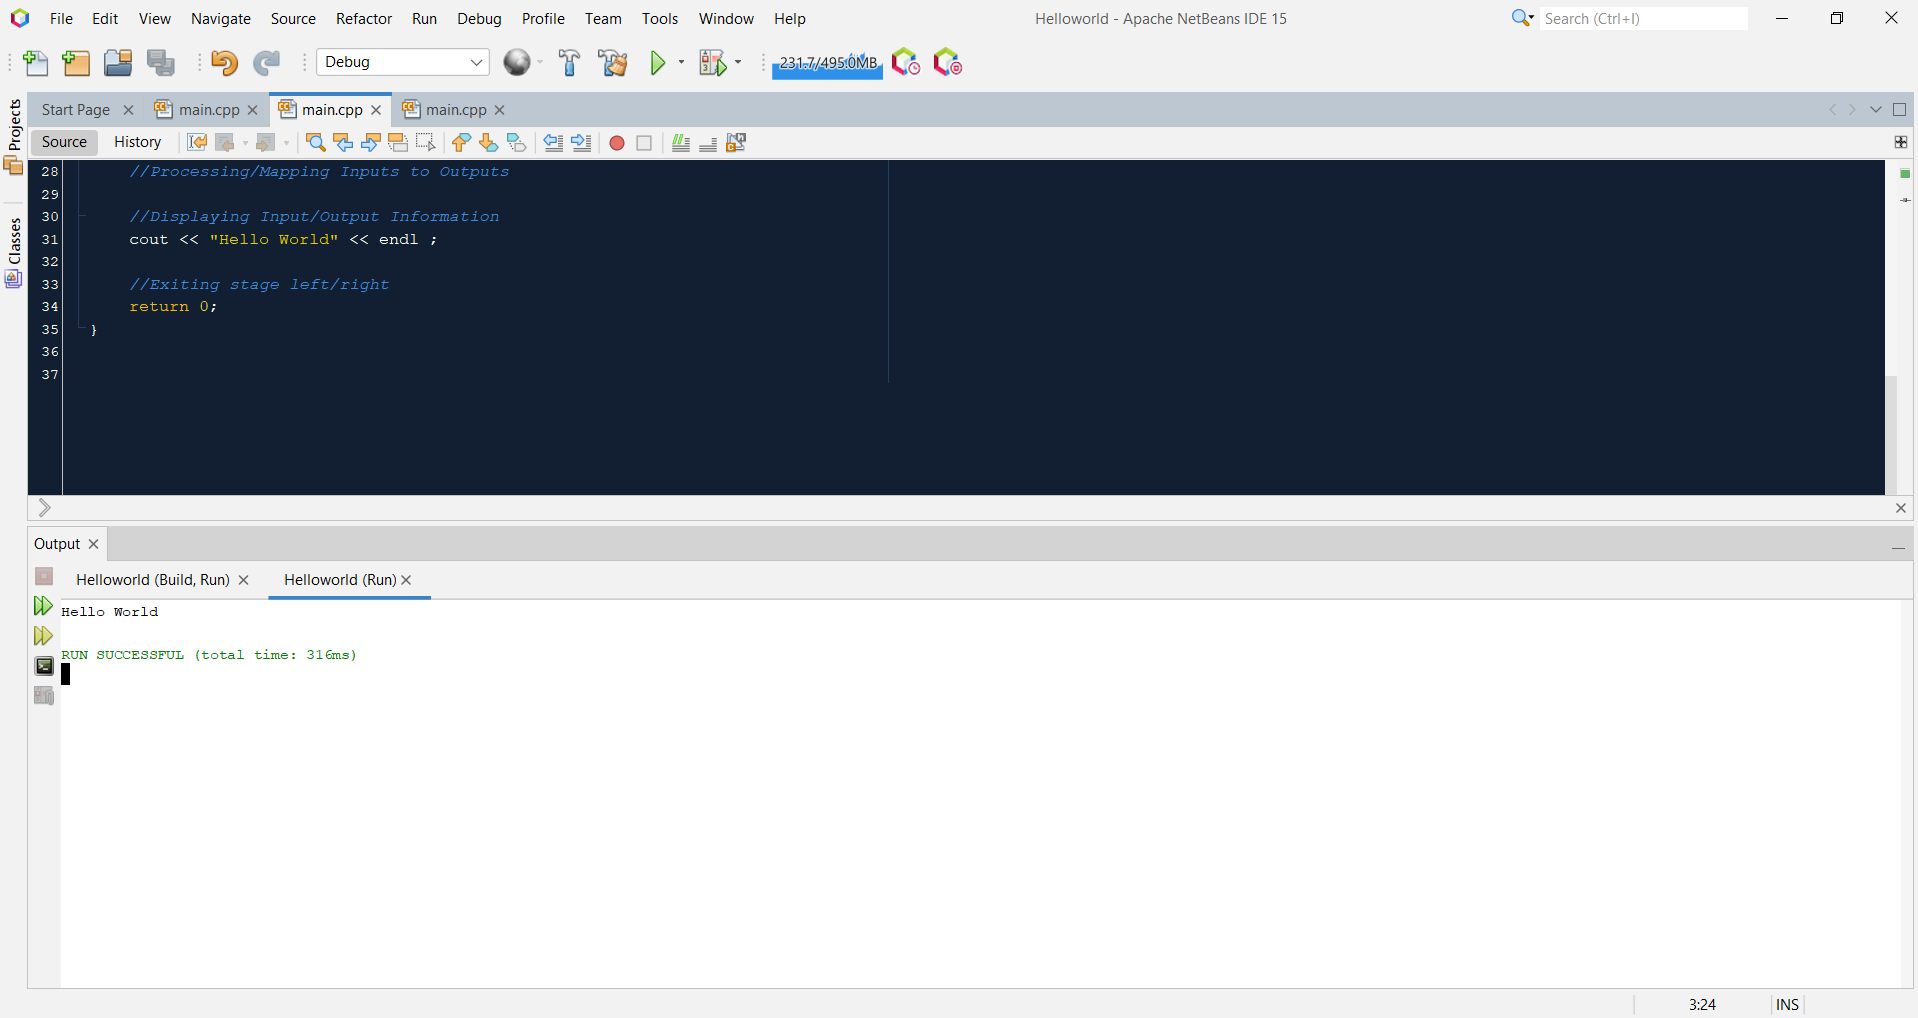 File Edit View Navigate Source Refactor Run Debug Profile Team Tools Window Help
Helloworld - Apache NetBeans IDE 15
Search (Ctrl+I)
Debug
231.7/495.0MB
Projects
Classes
Start Page
main.cpp
main.cpp
main.cpp
Source History
28 //Processing/Mapping Inputs to Outputs
29
30 //Displaying Input/Output Information
31 cout << "Hello World" << endl ;
32
33 //Exiting stage left/right
34 return 0;
35 }
36
37
Output
Helloworld (Build, Run)
Helloworld (Run)
Hello World
RUN SUCCESSFUL (total time: 316ms)
3:24 INS